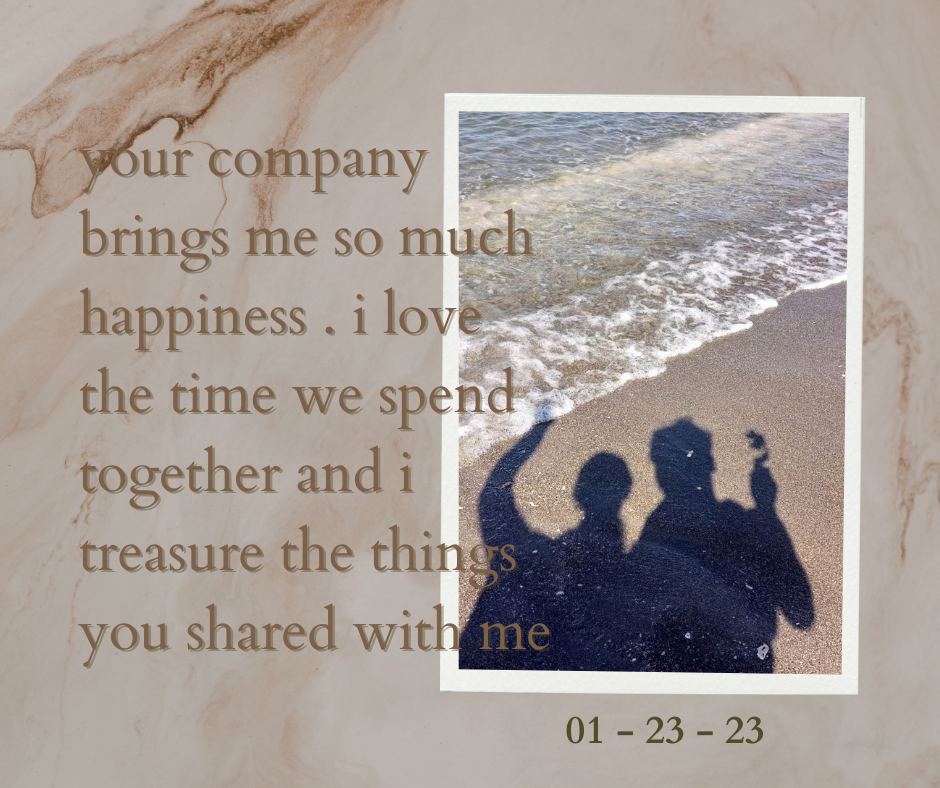 your company
brings me so much
happiness . i love
the time we spend
together and i
treasure the things
you shared with me
01 - 23 - 23